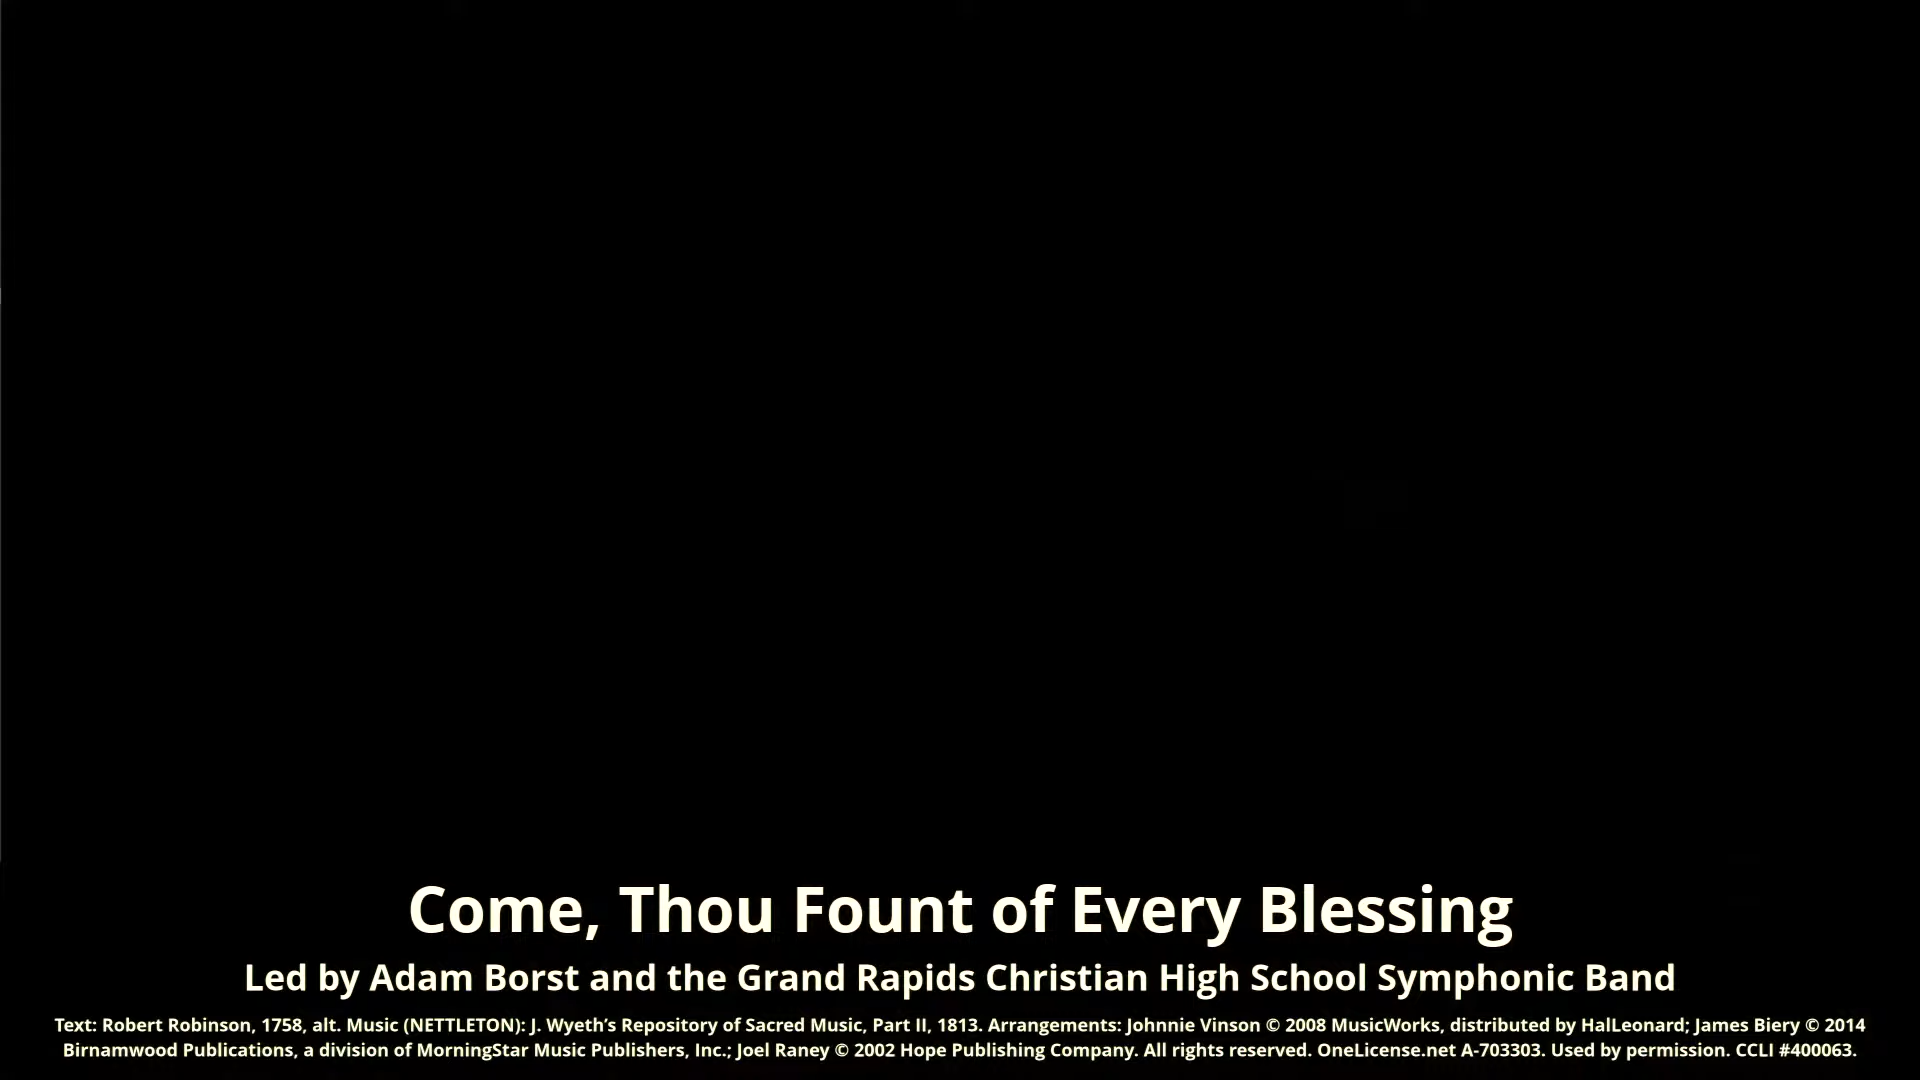 Come, Thou Fount of Every Blessing
Led by Adam Borst and the Grand Rapids Christian High School Symphonic Band
Text: Robert Robinson, 1758, alt. Music (NETTLETON): J. Wyeth’s Repository of Sacred Music, Part II, 1813. Arrangements: Johnnie Vinson © 2008 MusicWorks, distributed by HalLeonard; James Biery © 2014
Birnamwood Publications, a division of MorningStar Music Publishers, Inc.; Joel Raney © 2002 Hope Publishing Company. All rights reserved. OneLicense.net A-703303. Used by permission. CCLI #400063.